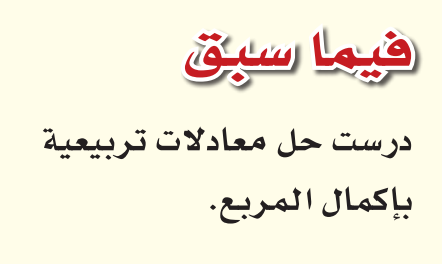 فيما سبق
درست حل معادلات تربيعية
بإكمال المربع.